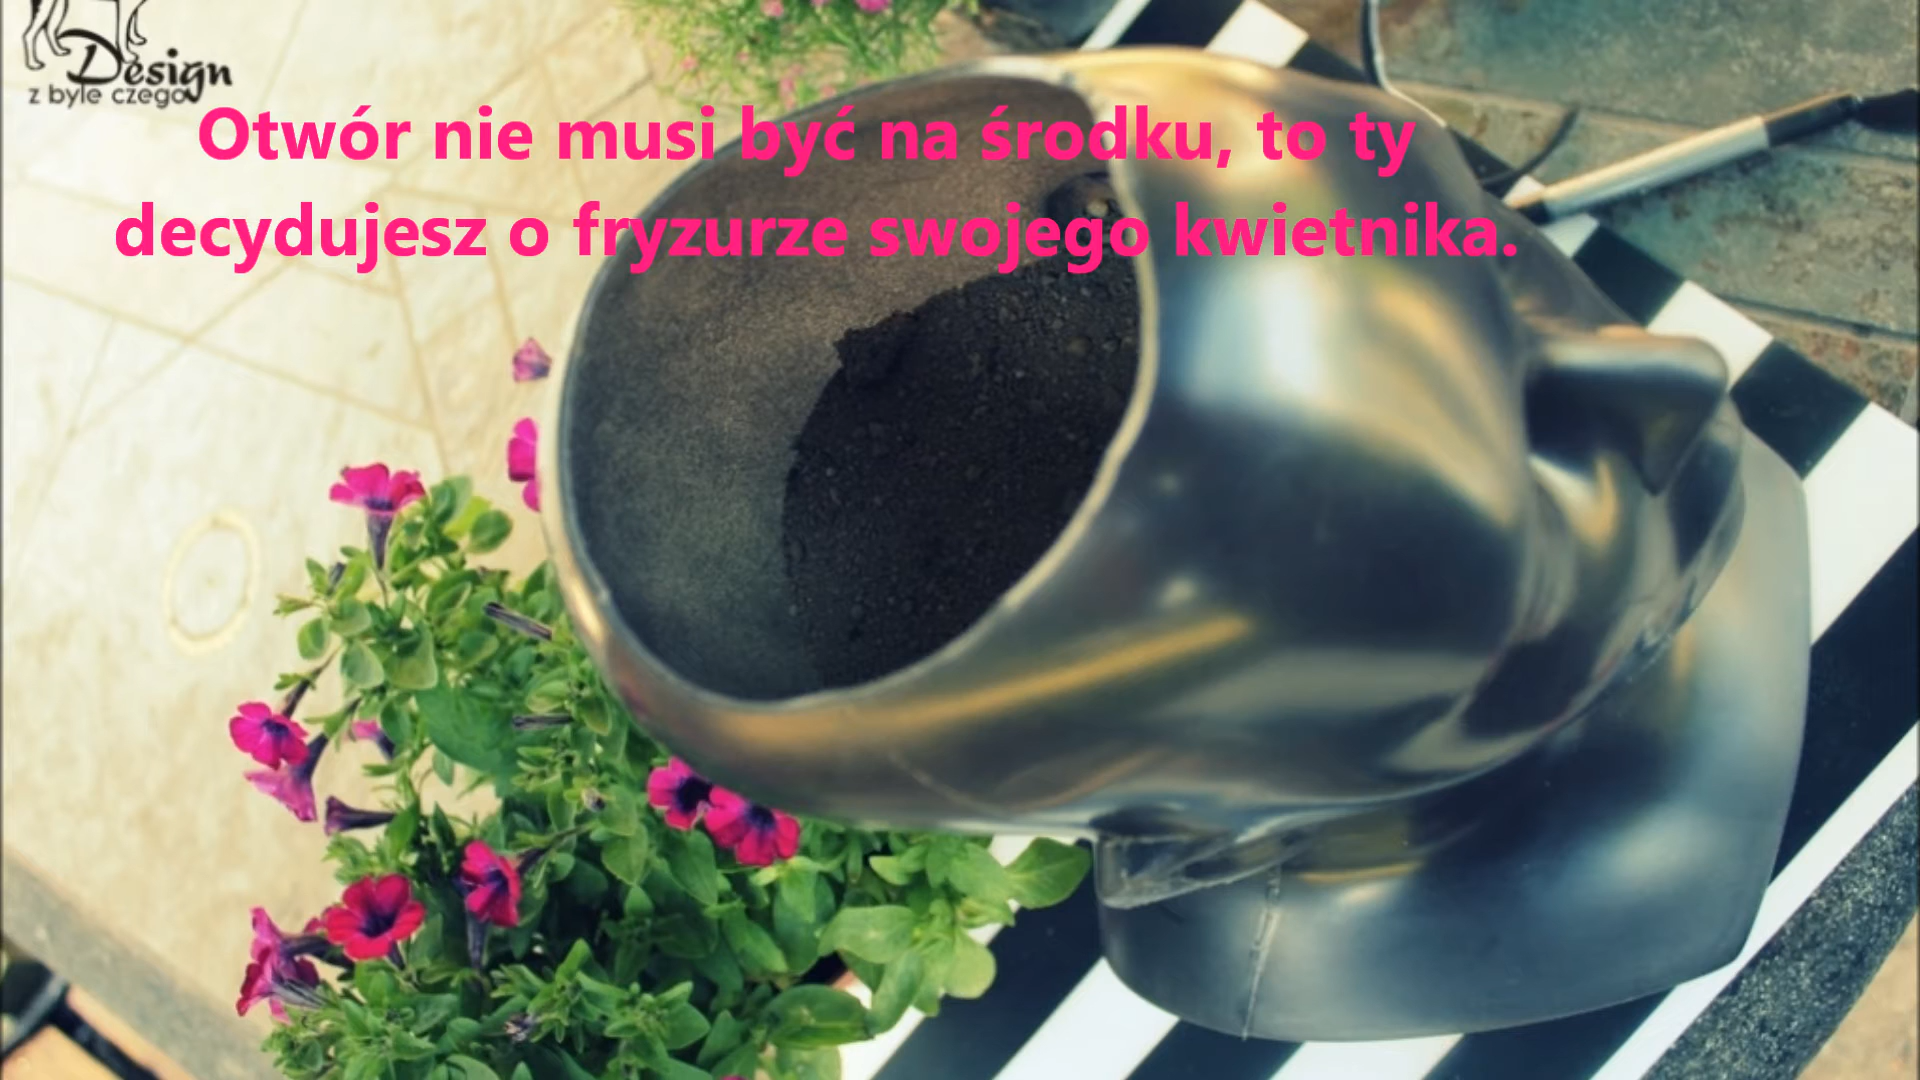 Design
z byle czego
Otwór nie musi być na środku, to ty
decydujesz o fryzurze swojego kwietnika.